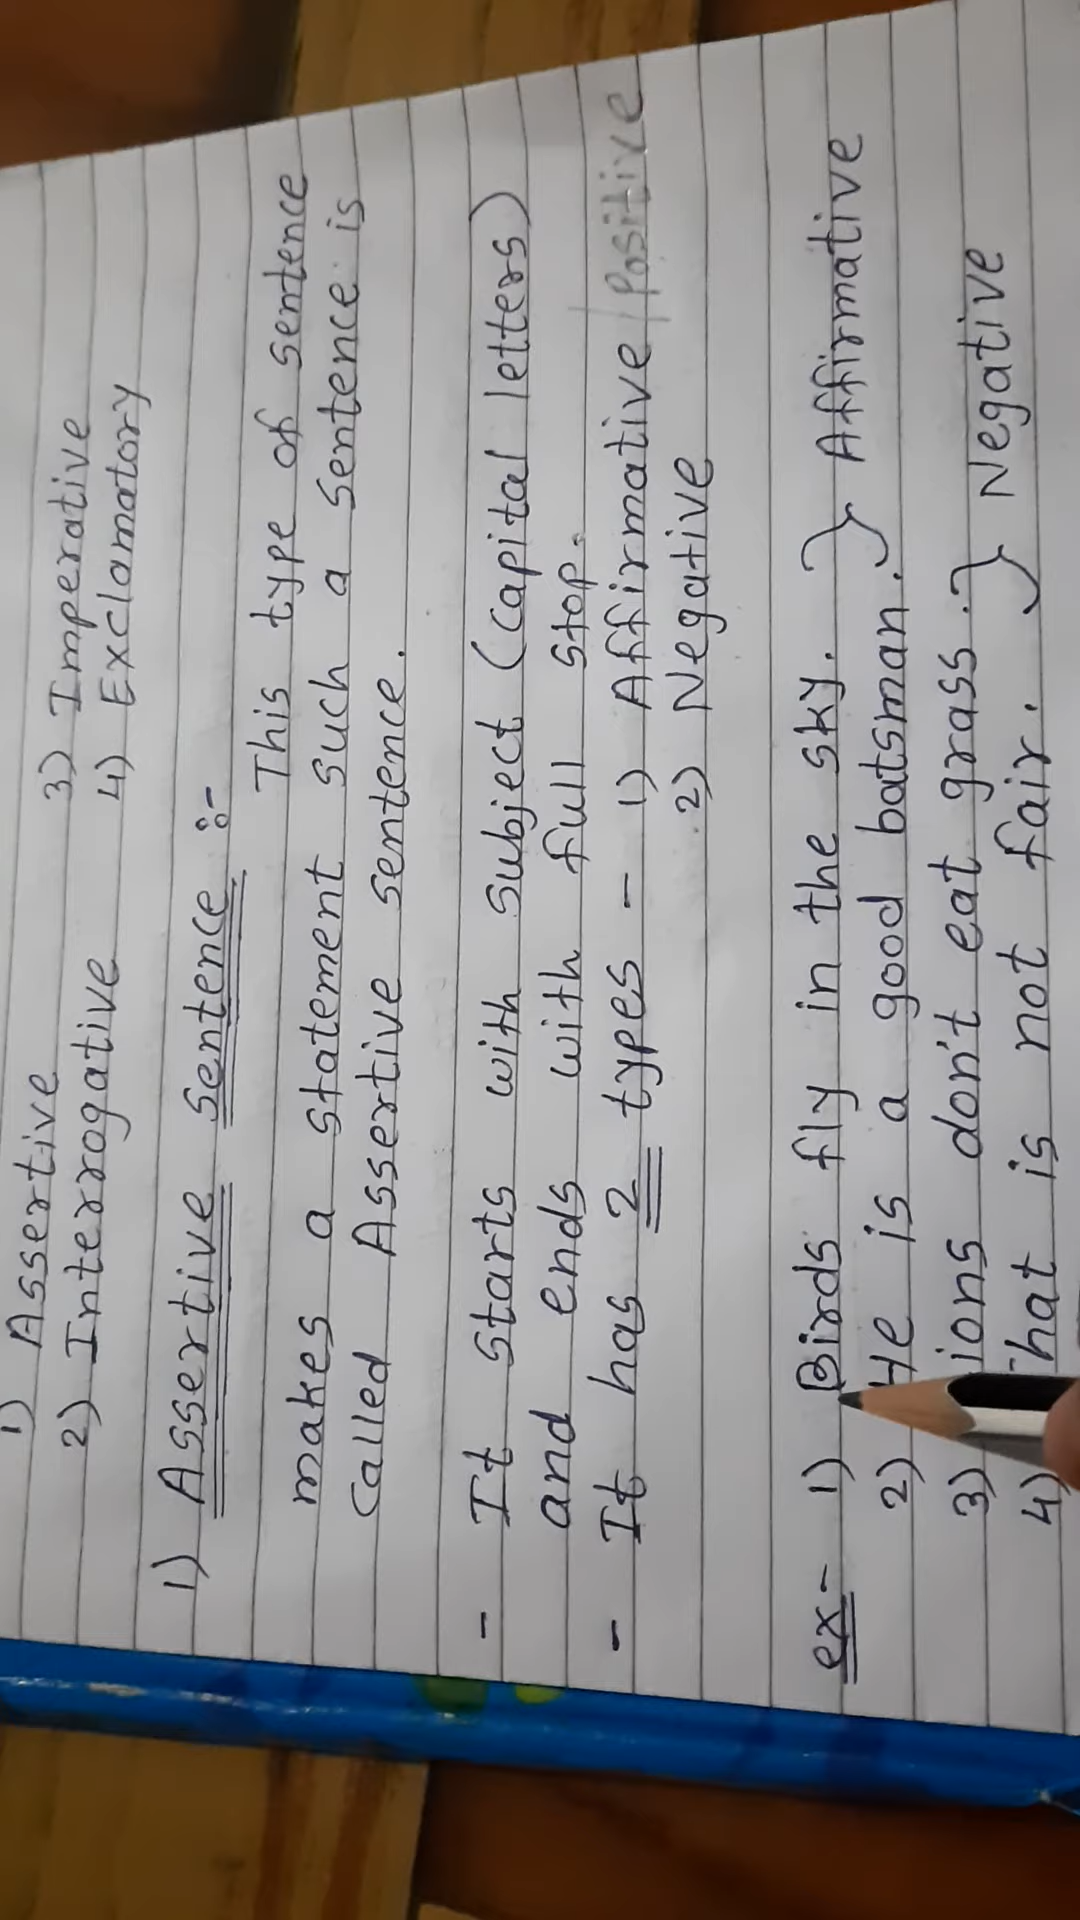 1) Assertive 3) Imperative
2) Interrogative 4) Exclamatory
1) Assertive sentence :-
This type of sentence
makes a statement such a sentence is
called Assertive sentence.
- It starts with subject (capital letters)
and ends with full stop.
- It has 2 types - 1) Affirmative/Positive
2) Negative
ex- 1) Birds fly in the sky. } Affirmative
2) He is a good batsman.
3) ions don't eat grass. } Negative
4) hat is not fair.